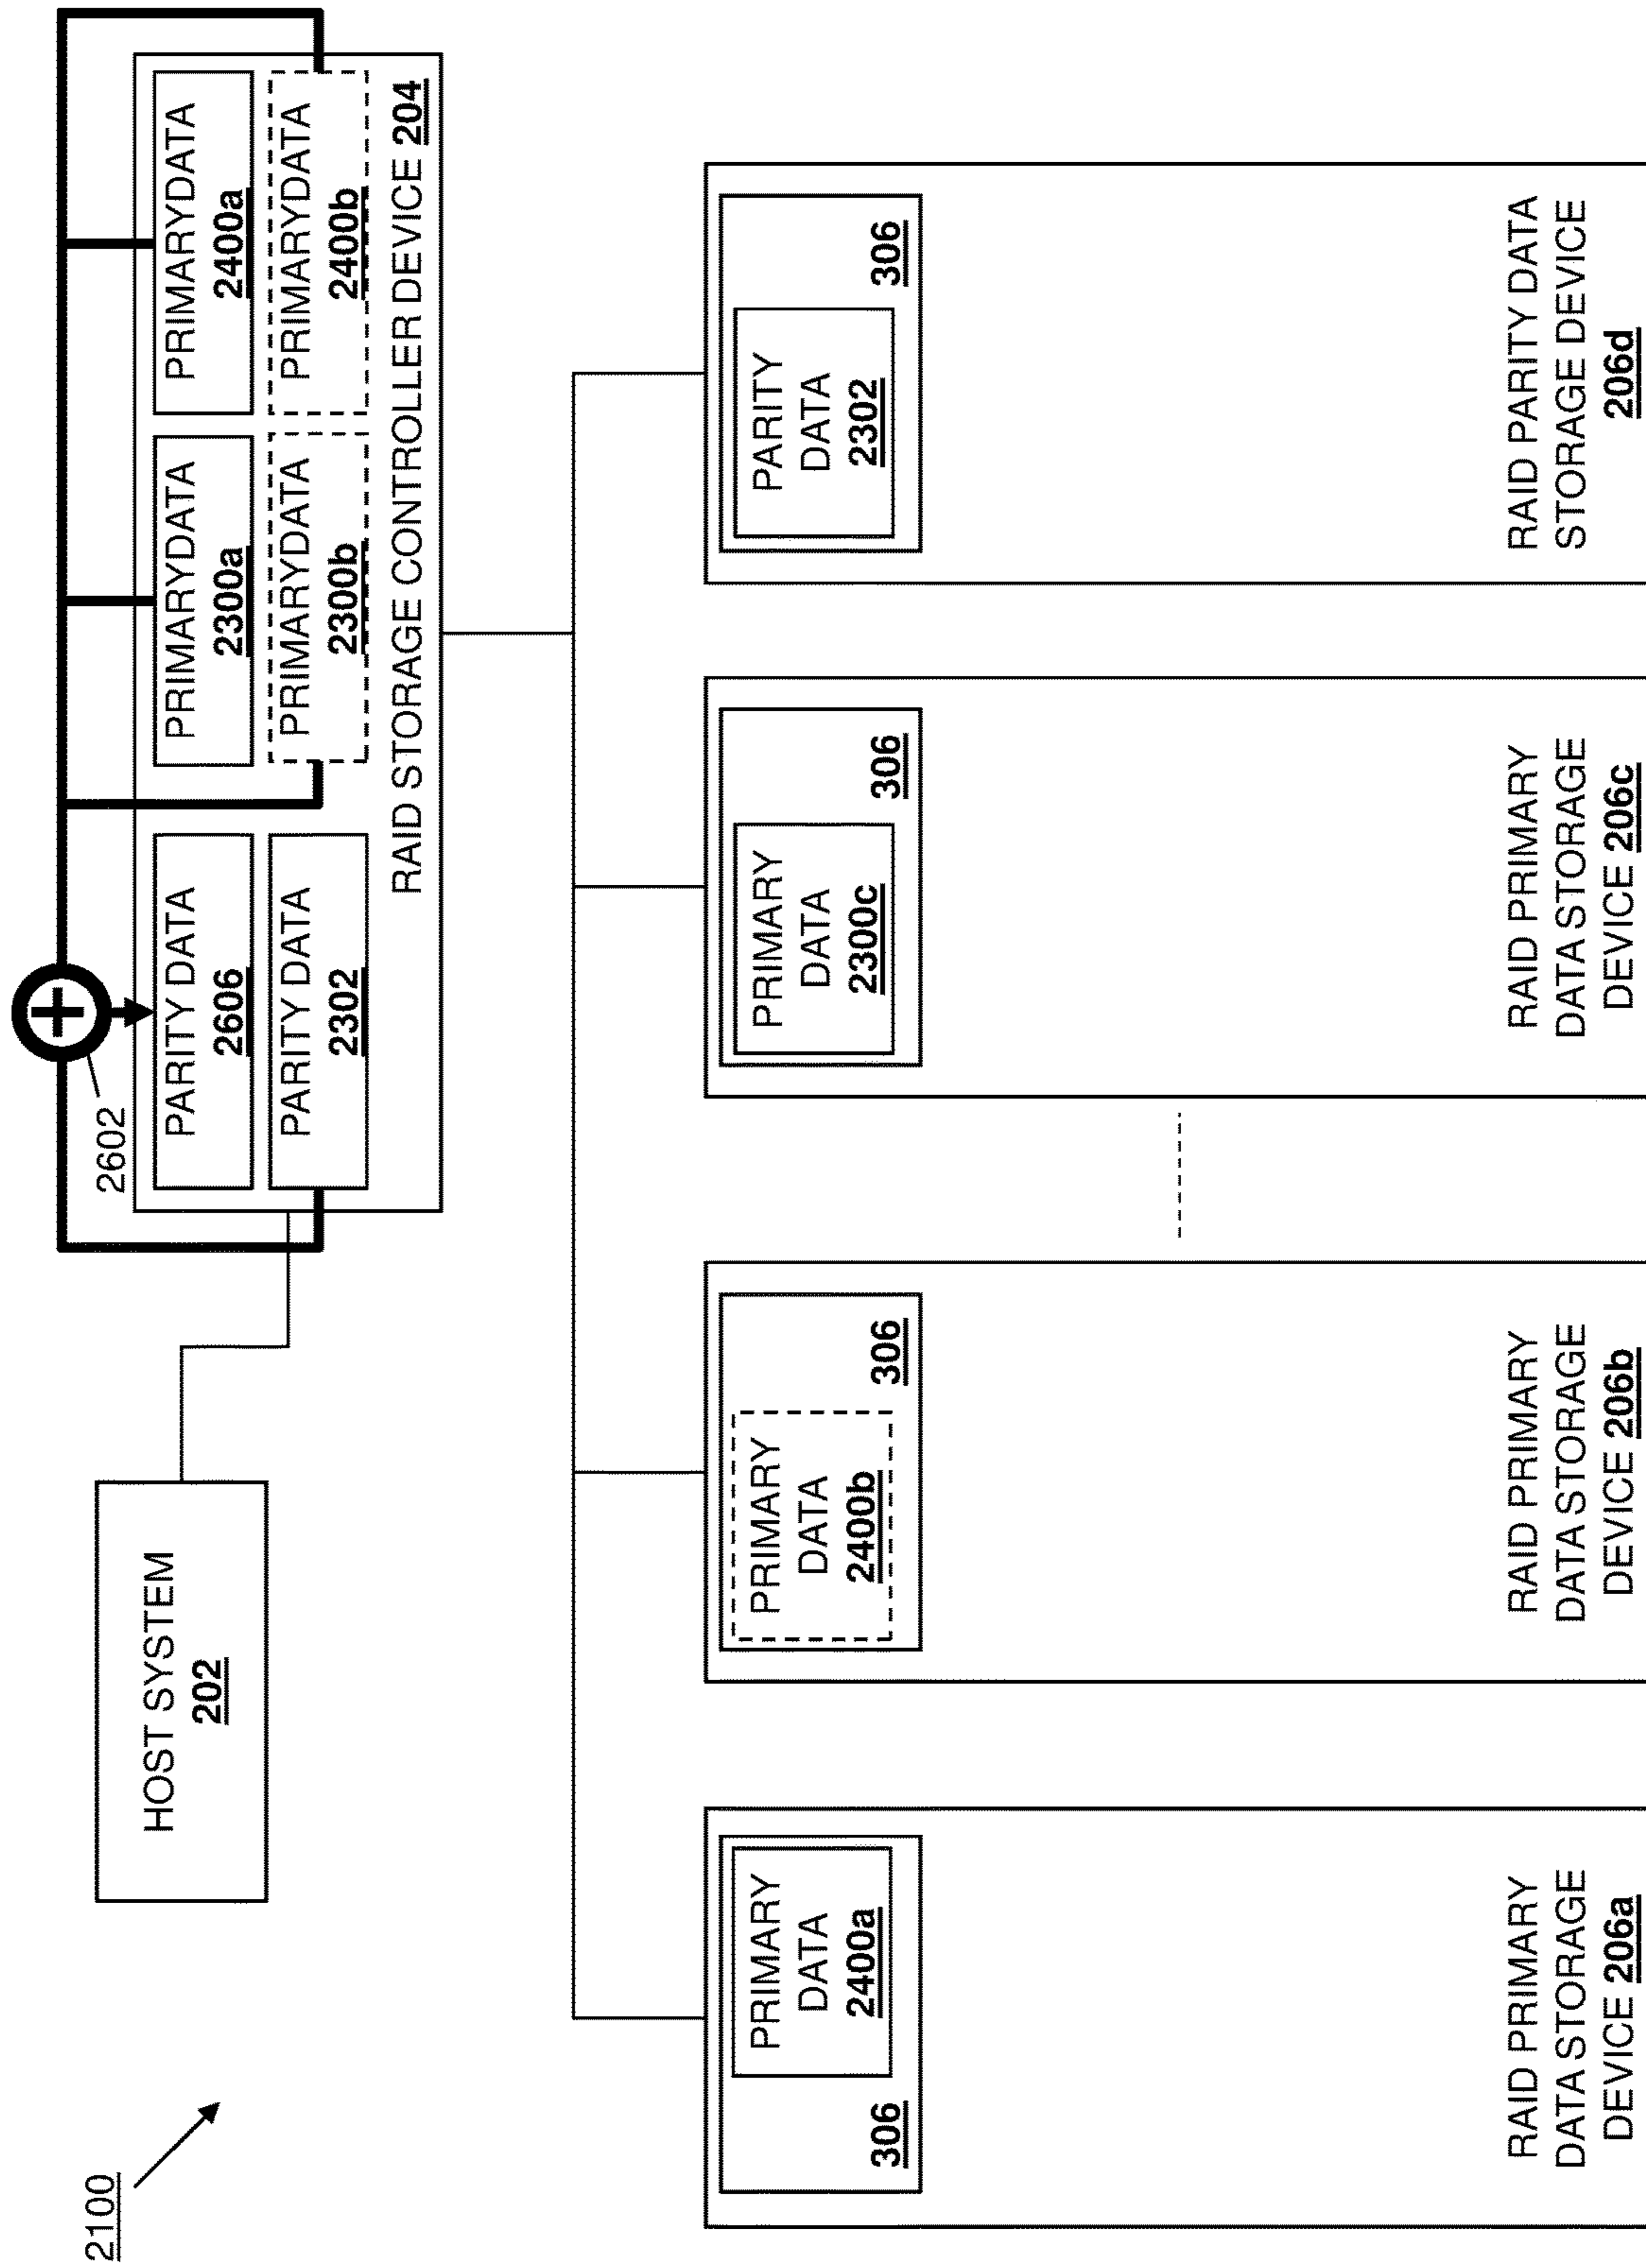 2100
HOST SYSTEM
202
2602
PARITY DATA
2606
PARITY DATA
2302
PRIMARYDATA
2300a
PRIMARYDATA
2300b
PRIMARYDATA
2400a
PRIMARYDATA
2400b
RAID STORAGE CONTROLLER DEVICE 204
306
PRIMARY
DATA
2400a
RAID PRIMARY
DATA STORAGE
DEVICE 206a
PRIMARY
DATA
2400b
306
RAID PRIMARY
DATA STORAGE
DEVICE 206b
PRIMARY
DATA
2300c
306
RAID PRIMARY
DATA STORAGE
DEVICE 206c
PARITY
DATA
2302
306
RAID PARITY DATA
STORAGE DEVICE
206d